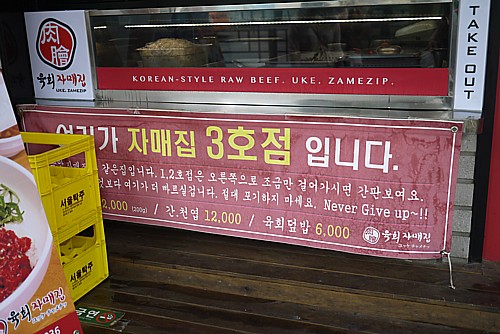 肉膾
육회자매집
UKE. ZAMEZIP.
KOREAN-STYLE RAW BEEF. UKE. ZAMEZIP.
TAKE OUT
여기가 자매집 3호점 입니다.
같은집입니다. 1,2호점은 오른쪽으로 조금만 걸어가시면 간판보여요.
것보다 여기가 더 빠르실겁니다. 절대 포기하지 마세요. Never Give up~!!
2,000 (200g) / 간.천엽 12,000 / 육회덮밥 6,000
육회자매집
서울탁주
서울탁주
육회자매집